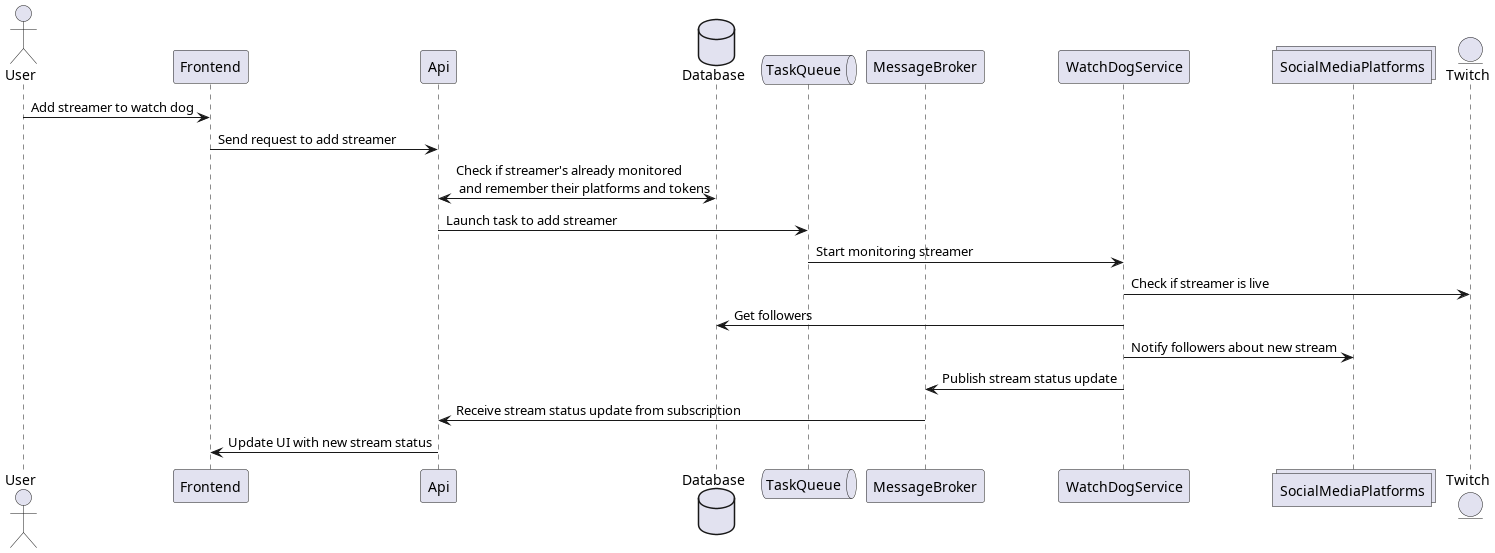 User
Frontend
Api
Database
TaskQueue
MessageBroker
WatchDogService
SocialMediaPlatforms
Twitch
Add streamer to watch dog
Send request to add streamer
Check if streamer's already monitored
and remember their platforms and tokens
Launch task to add streamer
Start monitoring streamer
Check if streamer is live
Get followers
Notify followers about new stream
Publish stream status update
Receive stream status update from subscription
Update UI with new stream status
User
Frontend
Api
Database
TaskQueue
MessageBroker
WatchDogService
SocialMediaPlatforms
Twitch